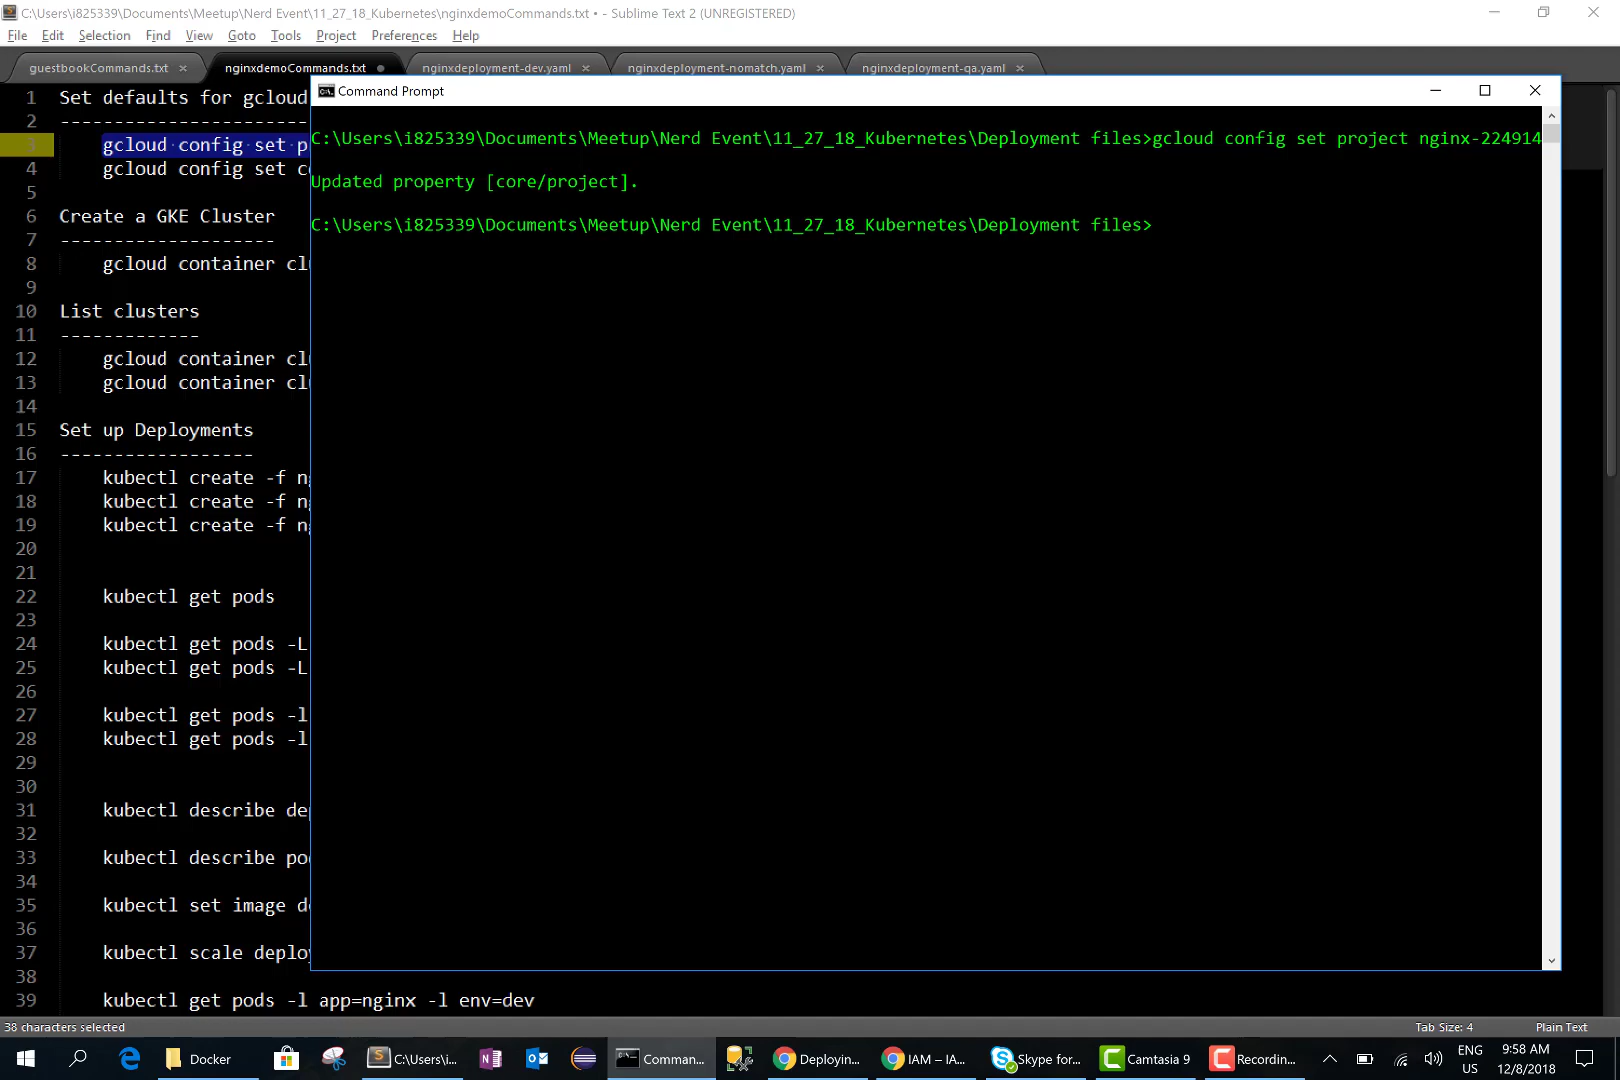 C:\Users\i825339\Documents\Meetup\Nerd Event\11_27_18_Kubernetes\nginxdemoCommands.txt • - Sublime Text 2 (UNREGISTERED)
File Edit Selection Find View Goto Tools Project Preferences Help
guestbookCommands.txt × nginxdemoCommands.txt nginxdeployment-dev.yaml × nginxdeployment-nomatch.yaml × nginxdeployment-qa.yaml ×
Command Prompt
C:\Users\i825339\Documents\Meetup\Nerd Event\11_27_18_Kubernetes\Deployment files>gcloud config set project nginx-224914
Updated property [core/project].
C:\Users\i825339\Documents\Meetup\Nerd Event\11_27_18_Kubernetes\Deployment files>
1 Set defaults for gcloud
2 -----------------------
3 gcloud config set p
4 gcloud config set c
5
6 Create a GKE Cluster
7 --------------------
8 gcloud container cl
9
10 List clusters
11 -------------
12 gcloud container cl
13 gcloud container cl
14
15 Set up Deployments
16 ------------------
17 kubectl create -f n
18 kubectl create -f n
19 kubectl create -f n
20
21
22 kubectl get pods
23
24 kubectl get pods -L
25 kubectl get pods -L
26
27 kubectl get pods -l
28 kubectl get pods -l
29
30
31 kubectl describe de
32
33 kubectl describe po
34
35 kubectl set image d
36
37 kubectl scale deplo
38
39 kubectl get pods -l app=nginx -l env=dev
38 characters selected Tab Size: 4 Plain Text
Docker C:\Users\i... Comman... Deployin... IAM – IA... Skype for... Camtasia 9 Recordin... ENG 9:58 AM
US 12/8/2018